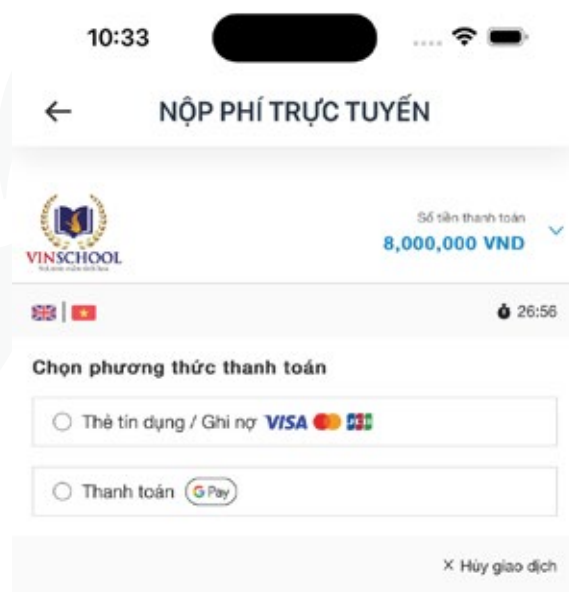 10:33
NỘP PHÍ TRỰC TUYẾN
VINSCHOOL
Số tiền thanh toán
8,000,000 VND
26:56
Chọn phương thức thanh toán
Thẻ tín dụng / Ghi nợ VISA JCB
Thanh toán G Pay
× Hủy giao dịch